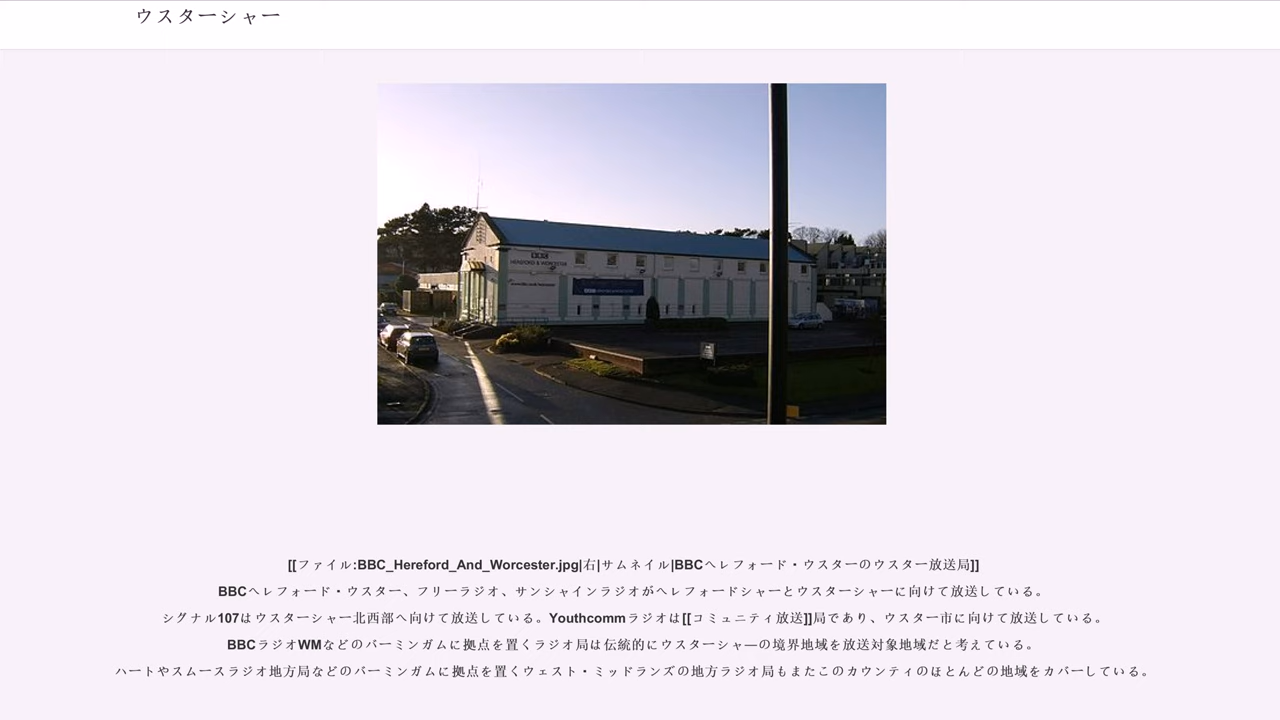 ウスターシャー
BBC
HEREFORD & WORCESTER
[[ファイル:BBC_Hereford_And_Worcester.jpg|右|サムネイル|BBCヘレフォード・ウスターのウスター放送局]]
BBCヘレフォード・ウスター、フリーラジオ、サンシャインラジオがヘレフォードシャーとウスターシャーに向けて放送している。
シグナル107はウスターシャー北西部へ向けて放送している。Youthcommラジオは[[コミュニティ放送]]局であり、ウスター市に向けて放送している。
BBCラジオWMなどのバーミンガムに拠点を置くラジオ局は伝統的にウスターシャ―の境界地域を放送対象地域だと考えている。
ハートやスムースラジオ地方局などのバーミンガムに拠点を置くウェスト・ミッドランズの地方ラジオ局もまたこのカウンティのほとんどの地域をカバーしている。